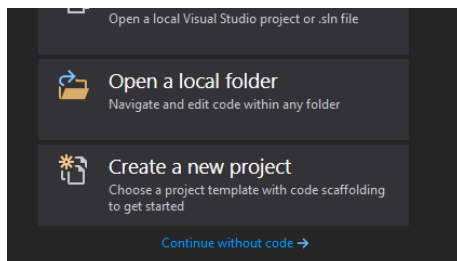 Open a local Visual Studio project or .sln file
Open a local folder
Navigate and edit code within any folder
Create a new project
Choose a project template with code scaffolding
to get started
Continue without code →